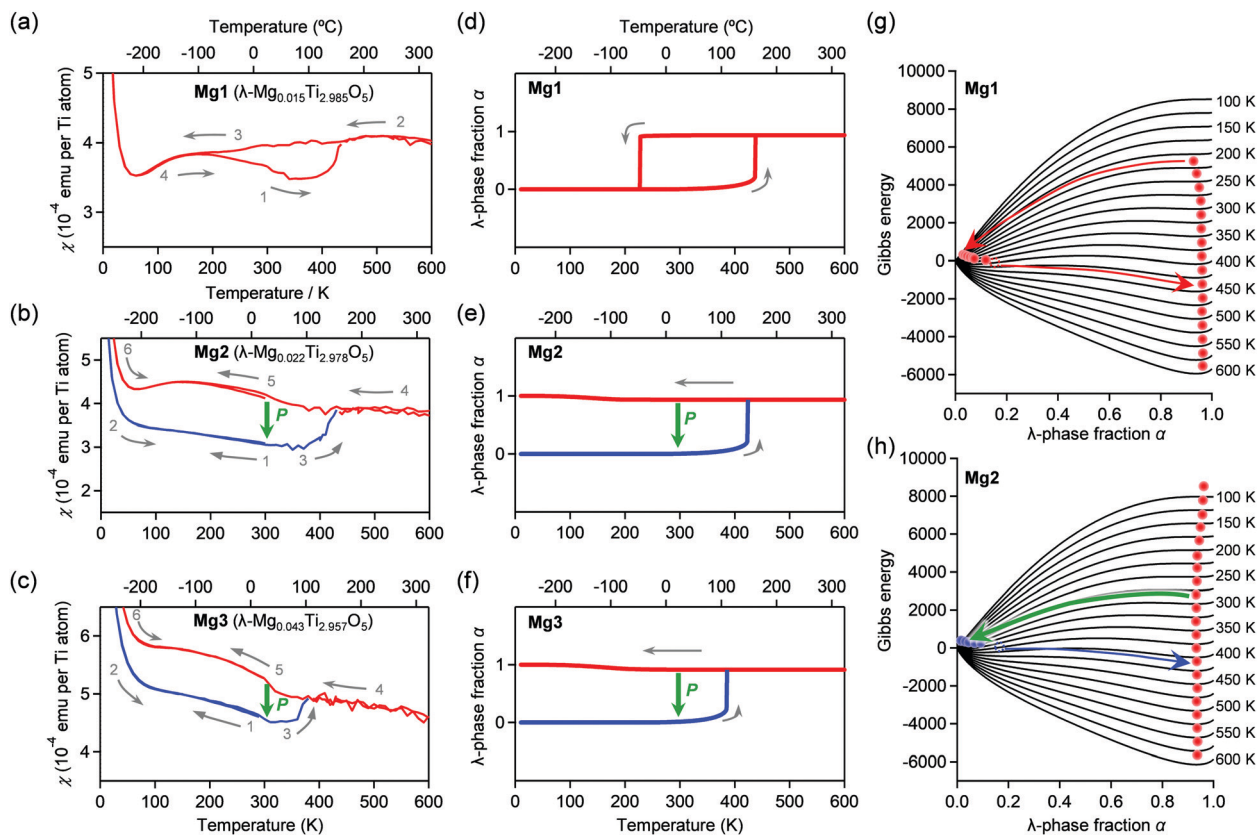 (a)
Temperature (ºC)
-200 -100 0 100 200 300
Mg1 (λ-Mg0.015Ti2.985O5)
χ (10-4 emu per Ti atom)
5
4
3
2
3
4
1
0 100 200 300 400 500 600
Temperature / K
(b)
-200 -100 0 100 200 300
Mg2 (λ-Mg0.022Ti2.978O5)
χ (10-4 emu per Ti atom)
5
4
3
2
6
5
4
P
2
1
3
0 100 200 300 400 500 600
(c)
-200 -100 0 100 200 300
Mg3 (λ-Mg0.043Ti2.957O5)
χ (10-4 emu per Ti atom)
6
5
4
6
5
4
2
P
1
3
0 100 200 300 400 500 600
Temperature (K)
(d)
Temperature (ºC)
-200 -100 0 100 200 300
Mg1
λ-phase fraction α
1
0
0 100 200 300 400 500 600
(e)
-200 -100 0 100 200 300
Mg2
λ-phase fraction α
1
0
P
0 100 200 300 400 500 600
(f)
-200 -100 0 100 200 300
Mg3
λ-phase fraction α
1
0
P
0 100 200 300 400 500 600
Temperature (K)
(g)
Mg1
Gibbs energy
10000
8000
6000
4000
2000
0
-2000
-4000
-6000
100 K
150 K
200 K
250 K
300 K
350 K
400 K
450 K
500 K
550 K
600 K
0.0 0.2 0.4 0.6 0.8 1.0
λ-phase fraction α
(h)
Mg2
Gibbs energy
10000
8000
6000
4000
2000
0
-2000
-4000
-6000
100 K
150 K
200 K
250 K
300 K
350 K
400 K
450 K
500 K
550 K
600 K
0.0 0.2 0.4 0.6 0.8 1.0
λ-phase fraction α